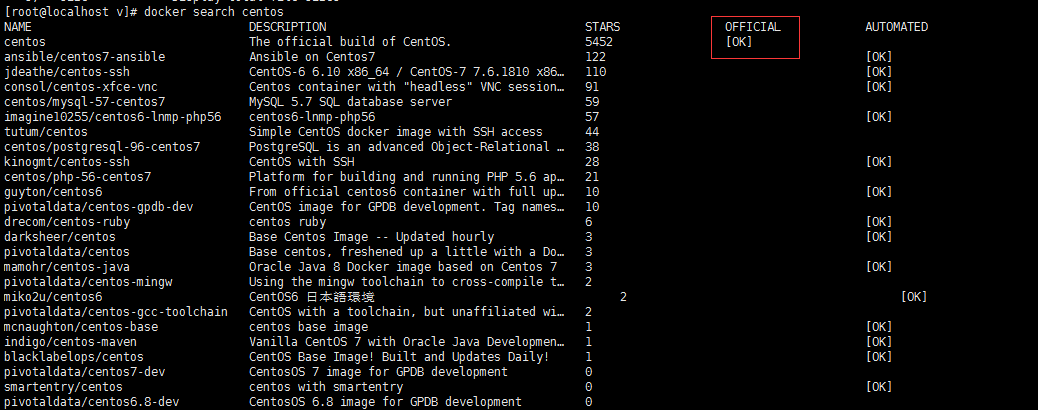 [root@localhost v]# docker search centos
NAME DESCRIPTION STARS OFFICIAL AUTOMATED
centos The official build of CentOS. 5452 [OK]
ansible/centos7-ansible Ansible on Centos7 122 [OK]
jdeathe/centos-ssh CentOS-6 6.10 x86_64 / CentOS-7 7.6.1810 x86… 110 [OK]
consol/centos-xfce-vnc Centos container with "headless" VNC session… 91 [OK]
centos/mysql-57-centos7 MySQL 5.7 SQL database server 59
imagine10255/centos6-lnmp-php56 centos6-lnmp-php56 57 [OK]
tutum/centos Simple CentOS docker image with SSH access 44
centos/postgresql-96-centos7 PostgreSQL is an advanced Object-Relational … 38
kinogmt/centos-ssh CentOS with SSH 28 [OK]
centos/php-56-centos7 Platform for building and running PHP 5.6 ap… 21
guyton/centos6 From official centos6 container with full up… 10 [OK]
pivotaldata/centos-gpdb-dev CentOS image for GPDB development. Tag names… 10
drecom/centos-ruby centos ruby 6 [OK]
darksheer/centos Base Centos Image -- Updated hourly 3 [OK]
pivotaldata/centos Base centos, freshened up a little with a Do… 3
mamohr/centos-java Oracle Java 8 Docker image based on Centos 7 3 [OK]
pivotaldata/centos-mingw Using the mingw toolchain to cross-compile t… 2
miko2u/centos6 CentOS6 日本語環境 2 [OK]
pivotaldata/centos-gcc-toolchain CentOS with a toolchain, but unaffiliated wi… 2
mcnaughton/centos-base centos base image 1 [OK]
indigo/centos-maven Vanilla CentOS 7 with Oracle Java Developmen… 1 [OK]
blacklabelops/centos CentOS Base Image! Built and Updates Daily! 1 [OK]
pivotaldata/centos7-dev CentosOS 7 image for GPDB development 0
smartentry/centos centos with smartentry 0 [OK]
pivotaldata/centos6.8-dev CentosOS 6.8 image for GPDB development 0